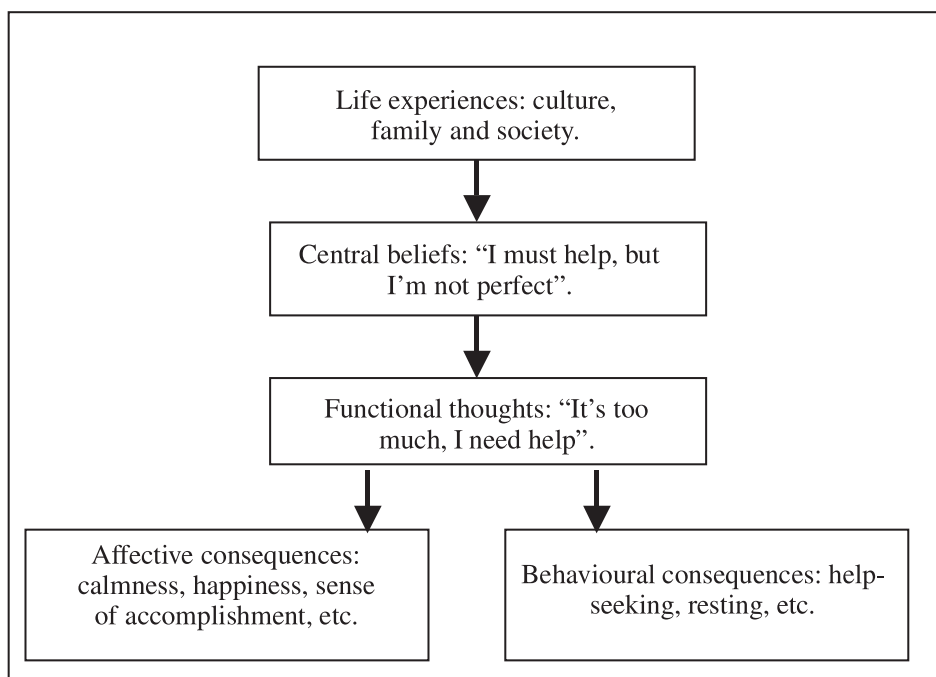 Life experiences: culture,
family and society.
Central beliefs: “I must help, but
I’m not perfect”.
Functional thoughts: “It’s too
much, I need help”.
Affective consequences:
calmness, happiness, sense
of accomplishment, etc.
Behavioural consequences: help-
seeking, resting, etc.